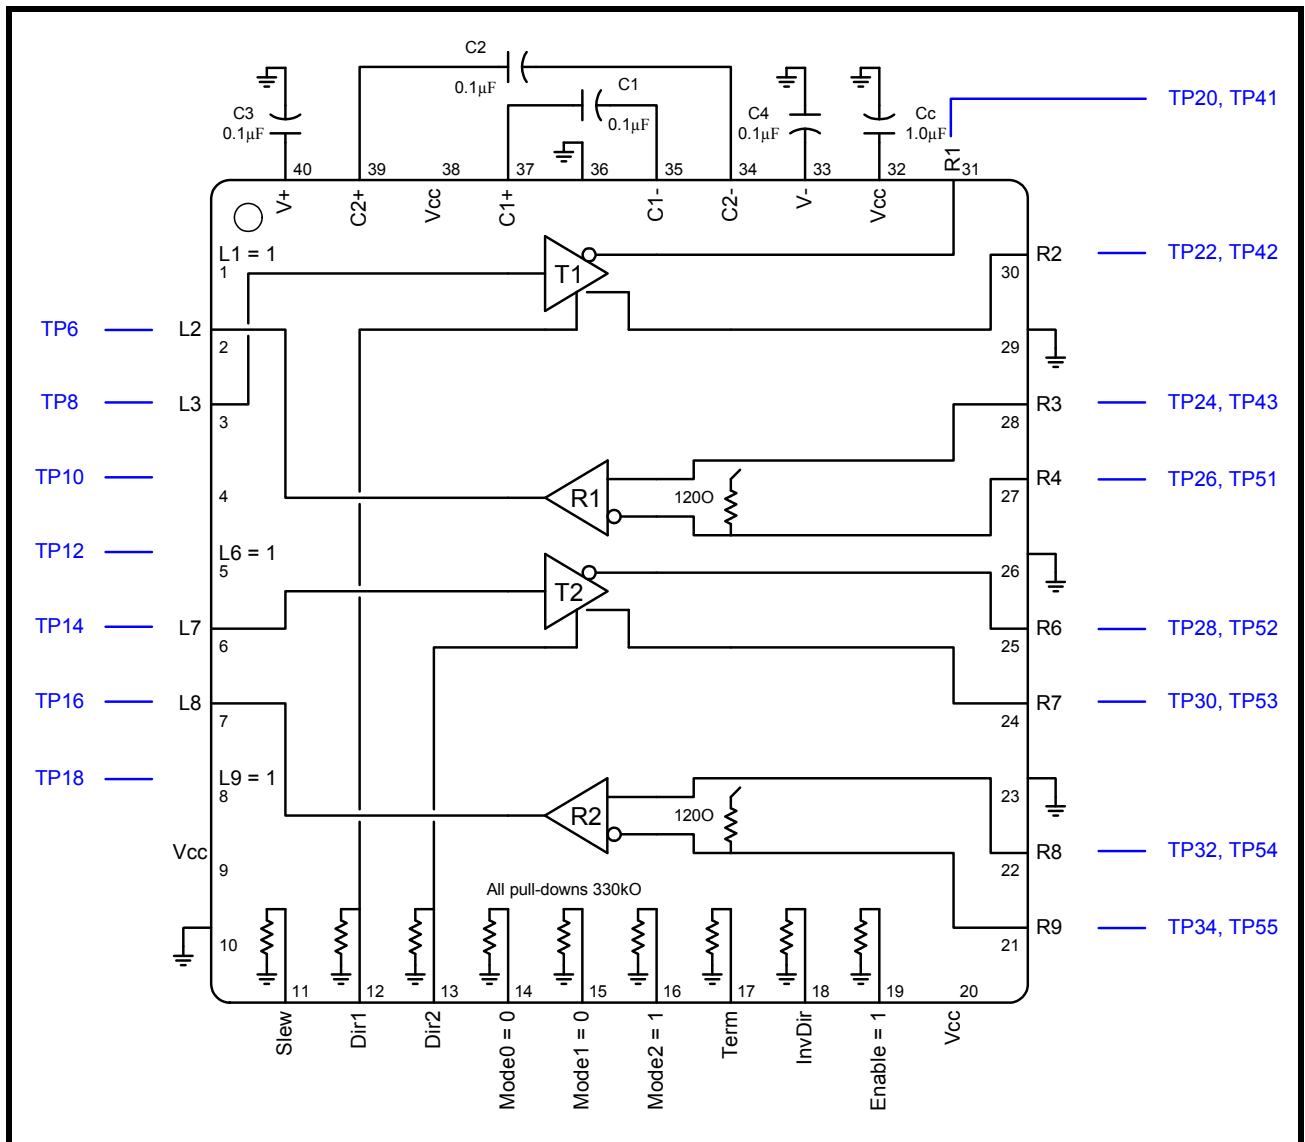 C2
0.1μF
C1
0.1μF
C3
0.1μF
C4
0.1μF
Cc
1.0μF
TP20, TP41
R1
40
39
38
37
36
35
34
33
32
31
V+
C2+
Vcc
C1+
C1-
C2-
V-
Vcc
L1 = 1
1
T1
R2
30
TP22, TP42
TP6
L2
2
29
TP8
L3
3
R3
28
TP24, TP43
TP10
4
R1
120O
R4
27
TP26, TP51
TP12
L6 = 1
5
T2
26
TP14
L7
6
R6
25
TP28, TP52
TP16
L8
7
R7
24
TP30, TP53
TP18
L9 = 1
8
R2
120O
23
Vcc
9
R8
22
TP32, TP54
All pull-downs 330kO
10
R9
21
TP34, TP55
11
12
13
14
15
16
17
18
19
20
Slew
Dir1
Dir2
Mode0 = 0
Mode1 = 0
Mode2 = 1
Term
InvDir
Enable = 1
Vcc